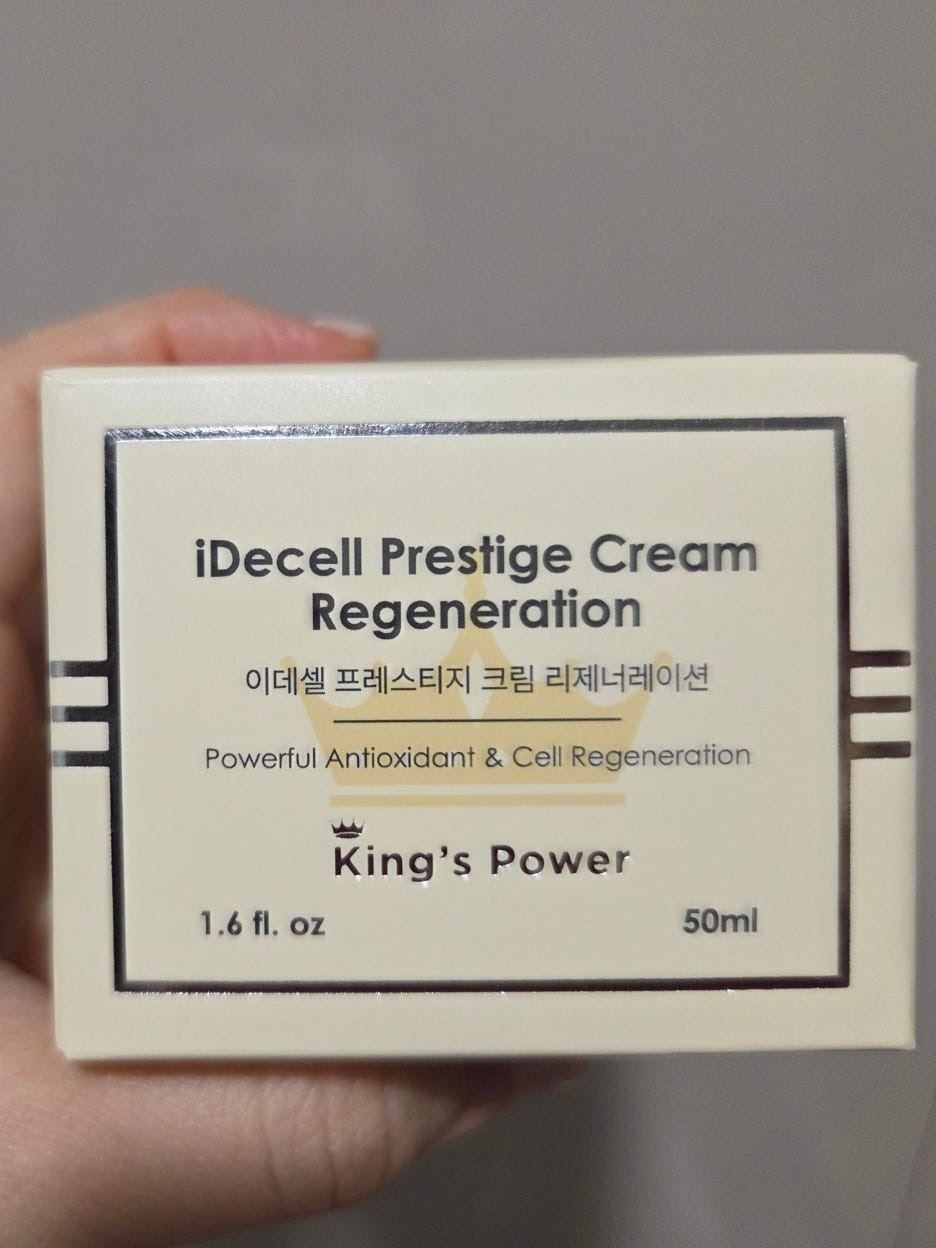 iDecell Prestige Cream
Regeneration
이데셀 프레스티지 크림 리제너레이션
Powerful Antioxidant & Cell Regeneration
King's Power
1.6 fl. oz
50ml